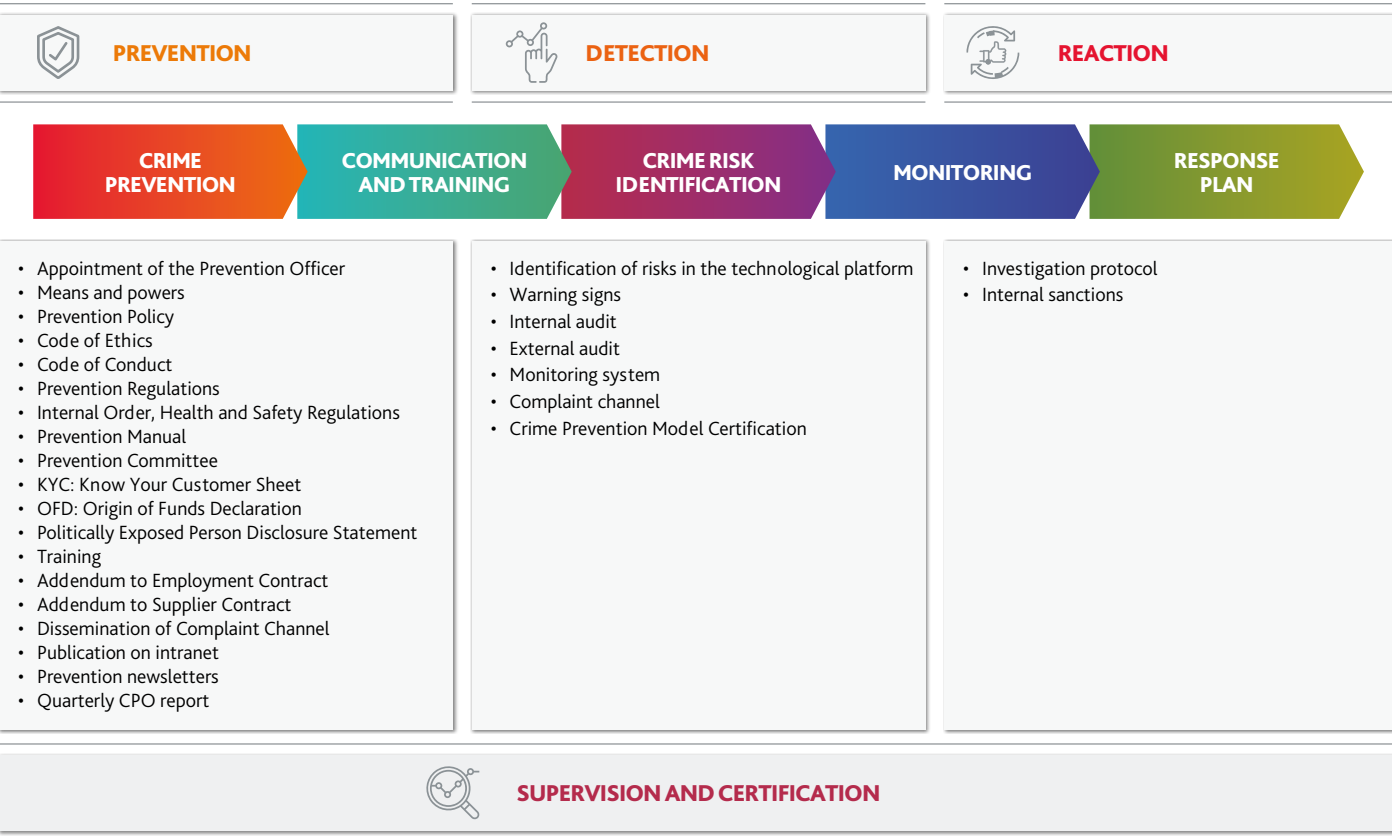 PREVENTION
DETECTION
REACTION
CRIME
PREVENTION
COMMUNICATION
AND TRAINING
CRIME RISK
IDENTIFICATION
MONITORING
RESPONSE
PLAN
• Appointment of the Prevention Officer
• Means and powers
• Prevention Policy
• Code of Ethics
• Code of Conduct
• Prevention Regulations
• Internal Order, Health and Safety Regulations
• Prevention Manual
• Prevention Committee
• KYC: Know Your Customer Sheet
• OFD: Origin of Funds Declaration
• Politically Exposed Person Disclosure Statement
• Training
• Addendum to Employment Contract
• Addendum to Supplier Contract
• Dissemination of Complaint Channel
• Publication on intranet
• Prevention newsletters
• Quarterly CPO report
• Identification of risks in the technological platform
• Warning signs
• Internal audit
• External audit
• Monitoring system
• Complaint channel
• Crime Prevention Model Certification
• Investigation protocol
• Internal sanctions
SUPERVISION AND CERTIFICATION